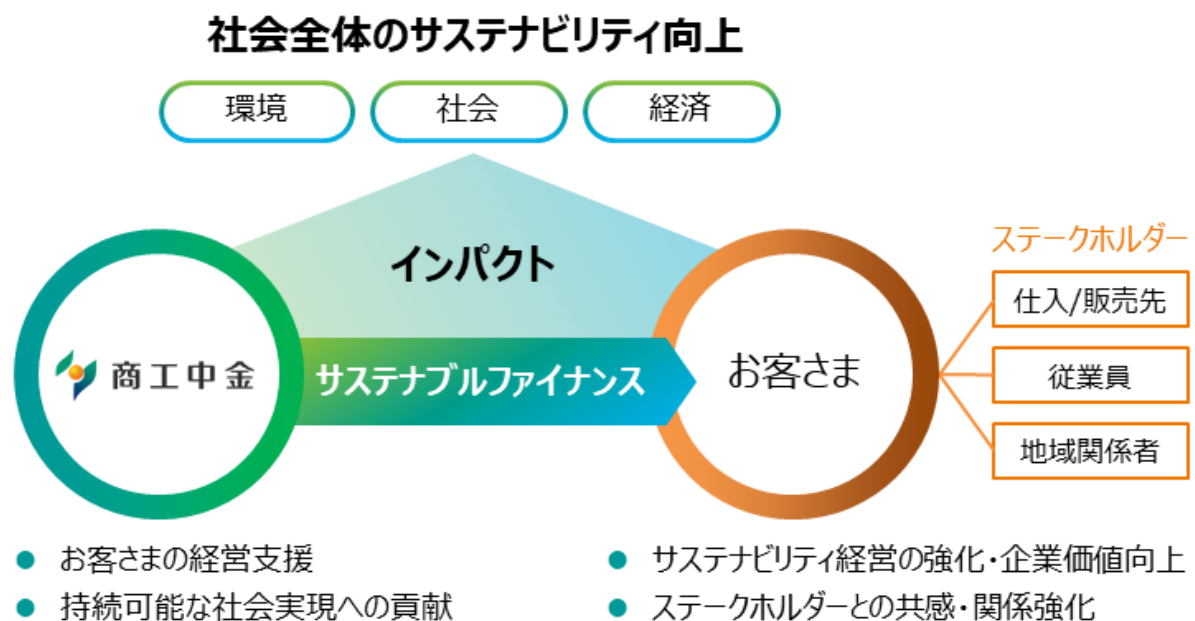 社会全体のサステナビリティ向上
環境
社会
経済
インパクト
商工中金
サステナブルファイナンス
お客さま
ステークホルダー
仕入/販売先
従業員
地域関係者
● お客さまの経営支援
● 持続可能な社会実現への貢献
● サステナビリティ経営の強化・企業価値向上
● ステークホルダーとの共感・関係強化